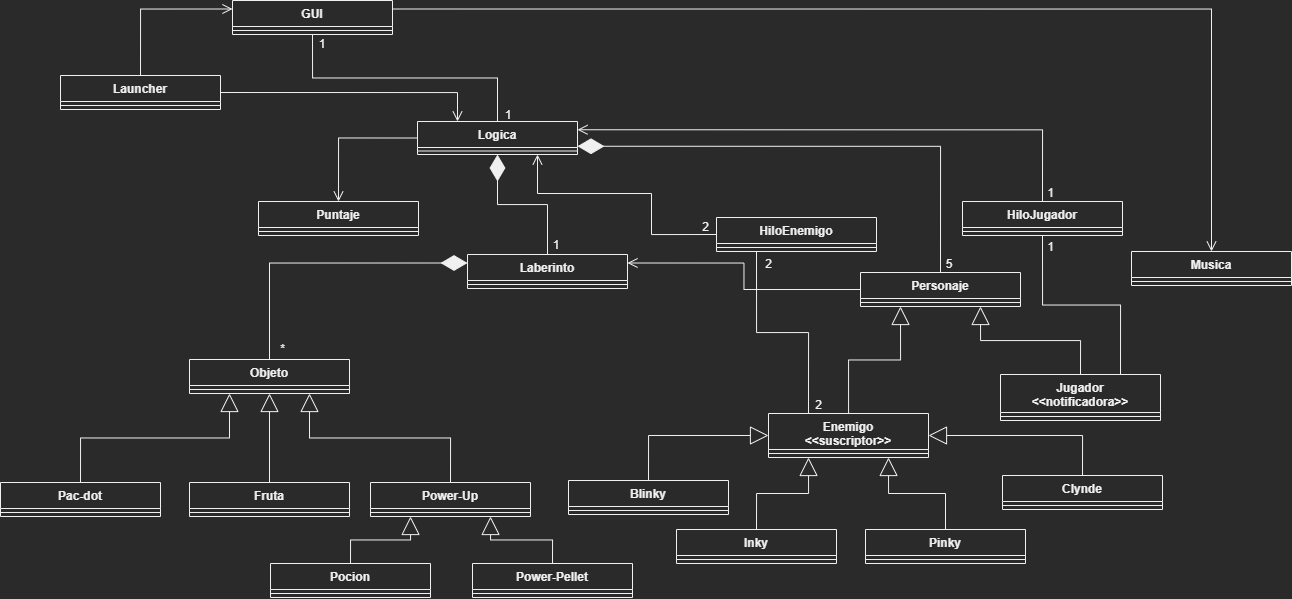 GUI
1
Launcher
1
Logica
1
Puntaje
2
HiloEnemigo
HiloJugador
1
1
2
5
Laberinto
Musica
Personaje
*
Objeto
Jugador
<<notificadora>>
2
Enemigo
<<suscriptor>>
Pac-dot
Fruta
Power-Up
Blinky
Clynde
Inky
Pinky
Pocion
Power-Pellet